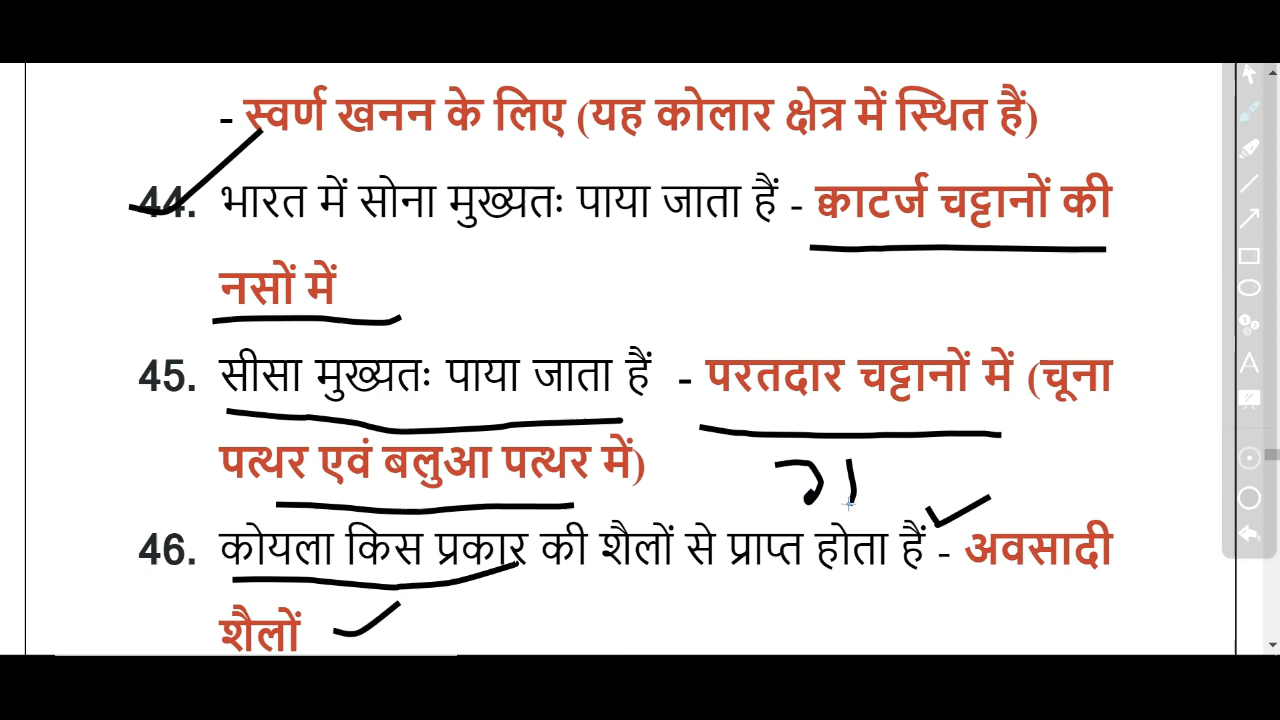 - स्वर्ण खनन के लिए (यह कोलार क्षेत्र में स्थित हैं)
44. भारत में सोना मुख्यतः पाया जाता हैं - क्वाटर्ज चट्टानों की
नसों में
45. सीसा मुख्यतः पाया जाता हैं - परतदार चट्टानों में (चूना
पत्थर एवं बलुआ पत्थर में)
46. कोयला किस प्रकार की शैलों से प्राप्त होता हैं - अवसादी
शैलों